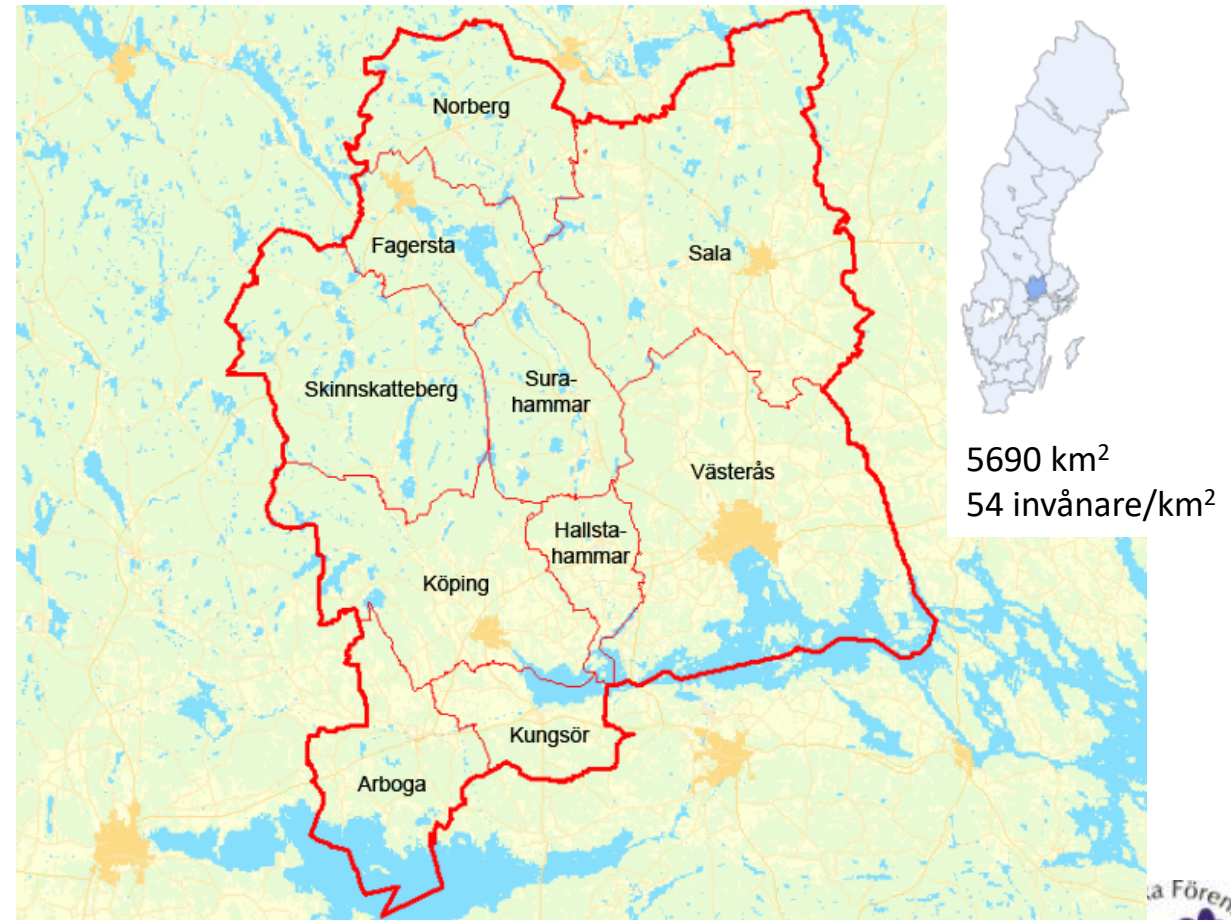 Norberg
Fagersta
Sala
Skinnskatteberg
Sura-
hammar
Västerås
Hallsta-
hammar
Köping
Kungsör
Arboga
5690 km²
54 invånare/km²